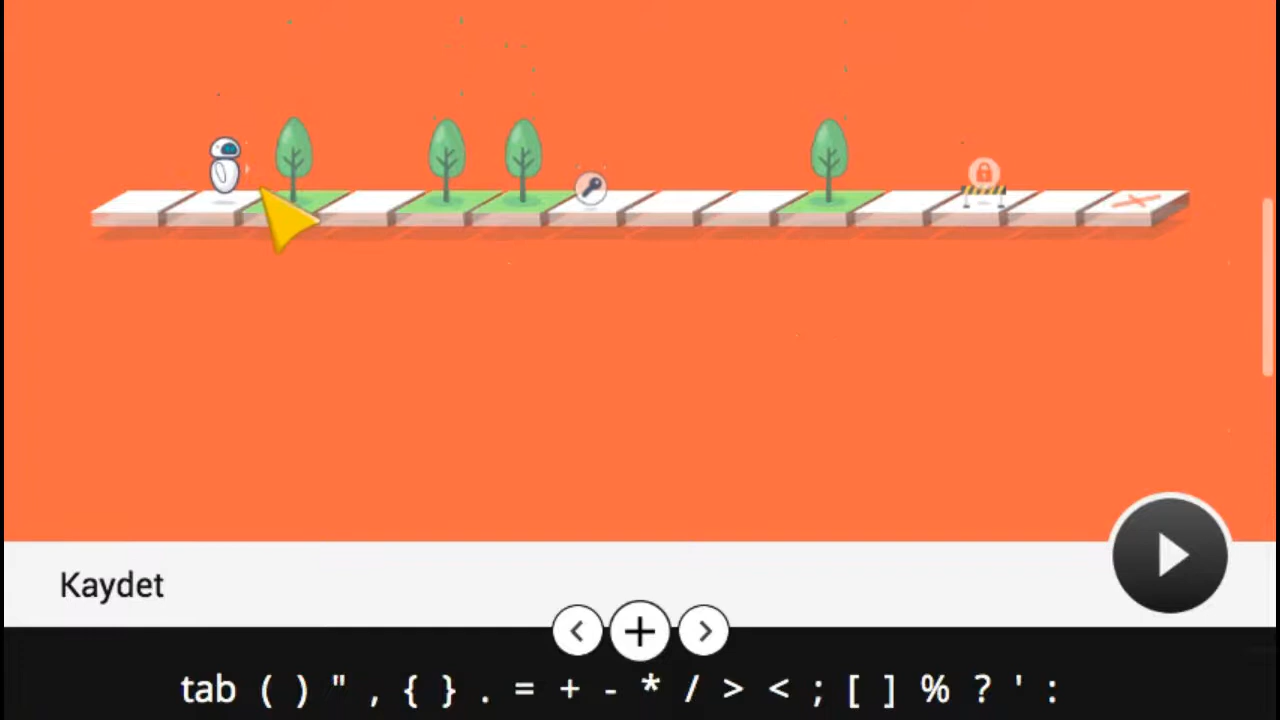 Kaydet
tab ( ) " , { } . = + - * / > < ; [ ] % ? ' :